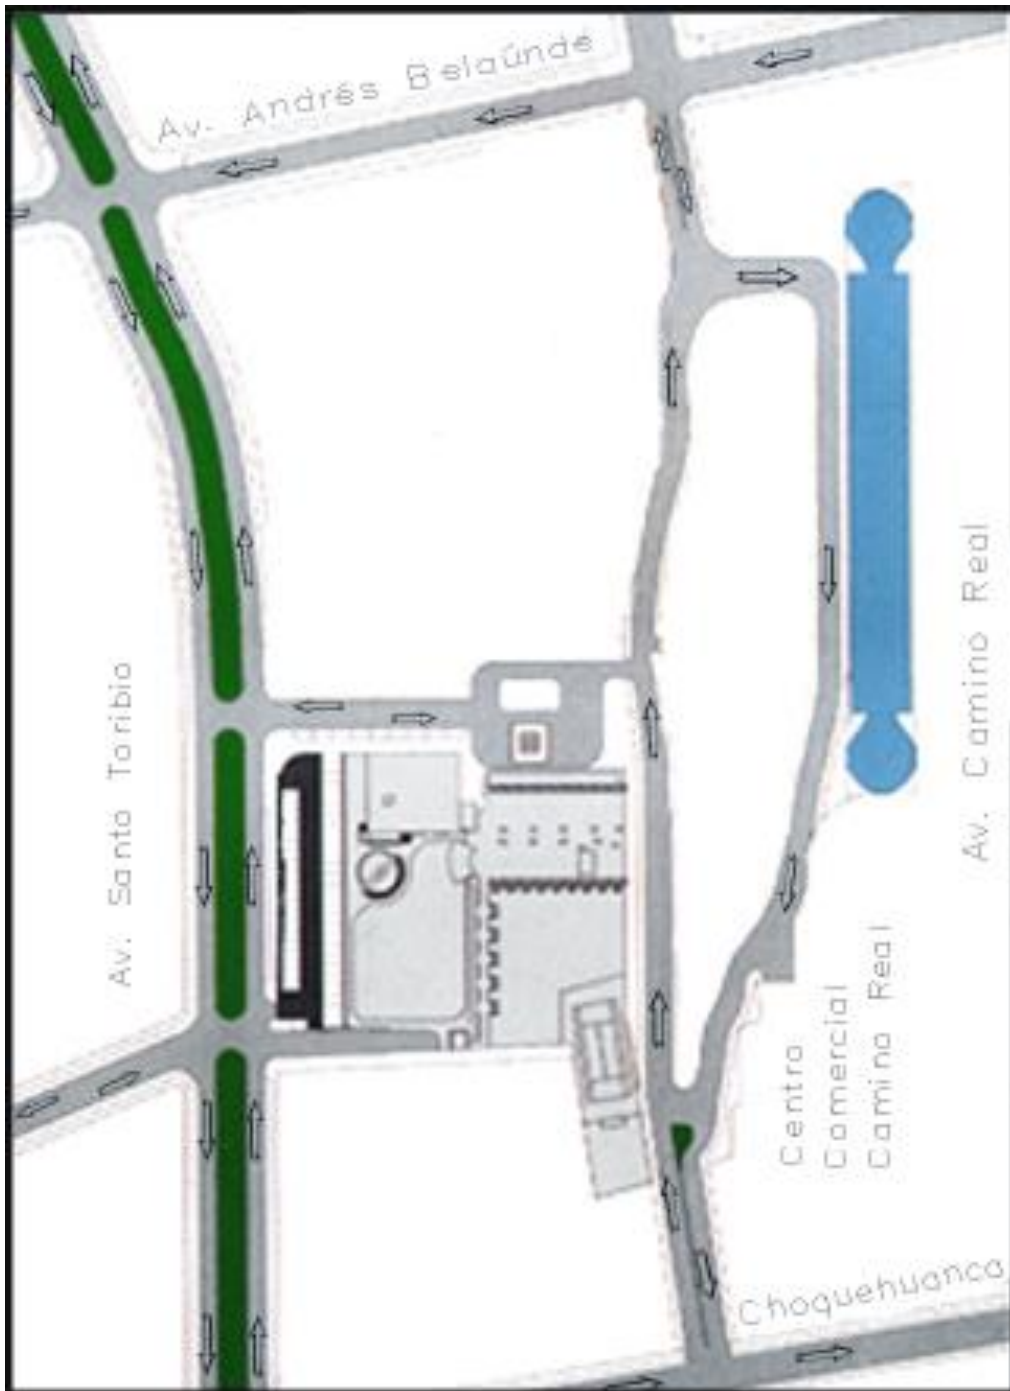 Av. Andrés Belaúnde
Av. Santo Toribio
Av. Camino Real
Centro
Comercial
Camino Real
Choquehuanca